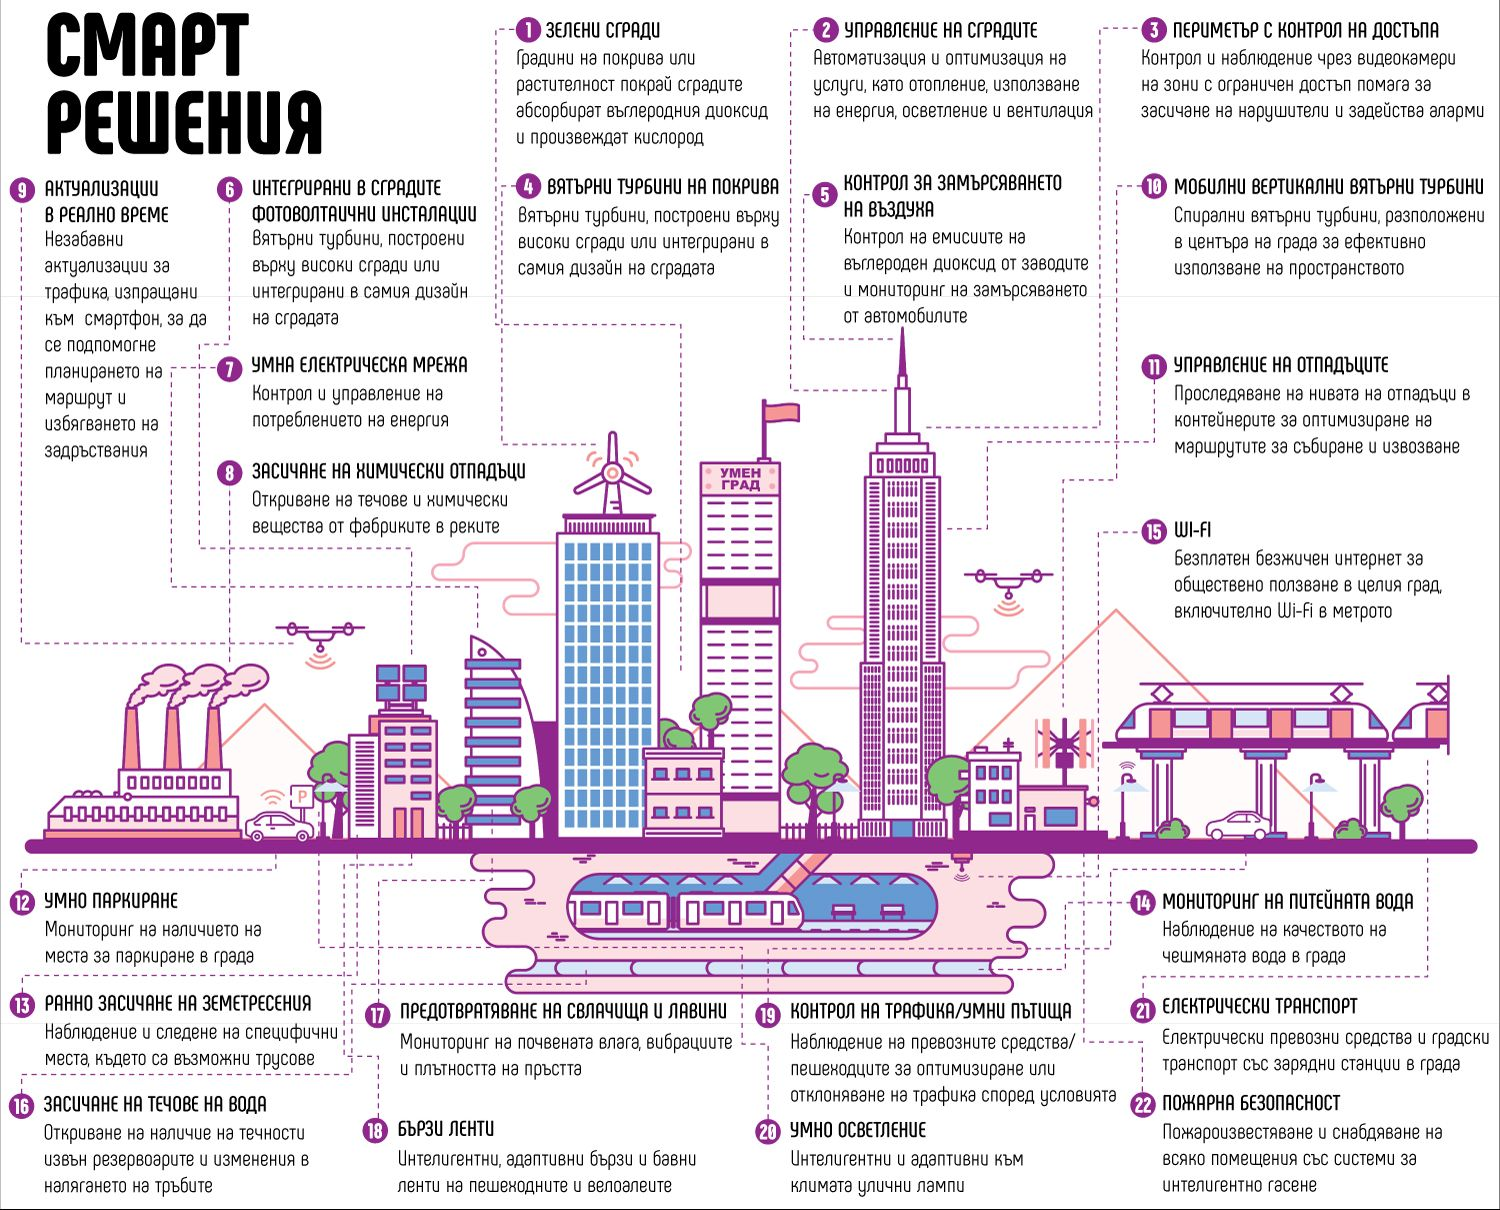 СМАРТ
РЕШЕНИЯ
1 ЗЕЛЕНИ СГРАДИ
Градини на покрива или
растителност покрай сградите
абсорбират въглеродния диоксид
и произвеждат кислород
2 УПРАВЛЕНИЕ НА СГРАДИТЕ
Автоматизация и оптимизация на
услуги, като отопление, използване
на енергия, осветление и вентилация
3 ПЕРИМЕТЪР С КОНТРОЛ НА ДОСТЪПА
Контрол и наблюдение чрез видеокамери
на зони с ограничен достъп помага за
засичане на нарушители и задейства аларми
4 ВЯТЪРНИ ТУРБИНИ НА ПОКРИВА
Вятърни турбини, построени върху
високи сгради или интегрирани в
самия дизайн на сградата
5 КОНТРОЛ ЗА ЗАМЪРСЯВАНЕТО
НА ВЪЗДУХА
Контрол на емисиите на
въглероден диоксид от заводите
и мониторинг на замърсяването
от автомобилите
6 ИНТЕГРИРАНИ В СГРАДИТЕ
ФОТОВОЛТАИЧНИ ИНСТАЛАЦИИ
Вятърни турбини, построени
върху високи сгради или
интегрирани в самия дизайн
на сградата
7 УМНА ЕЛЕКТРИЧЕСКА МРЕЖА
Контрол и управление на
потреблението на енергия
8 ЗАСИЧАНЕ НА ХИМИЧЕСКИ ОТПАДЪЦИ
Откриване на течове и химически
вещества от фабриките в реките
9 АКТУАЛИЗАЦИИ
В РЕАЛНО ВРЕМЕ
Незабавни
актуализации за
трафика, изпращани
към смартфон, за да
се подпомогне
планирането на
маршрут и
избягването на
задръствания
10 МОБИЛНИ ВЕРТИКАЛНИ ВЯТЪРНИ ТУРБИНИ
Спирални вятърни турбини, разположени
в центъра на града за ефективно
използване на пространството
11 УПРАВЛЕНИЕ НА ОТПАДЪЦИТЕ
Проследяване на нивата на отпадъци в
контейнерите за оптимизиране на
маршрутите за събиране и извозване
15 WI-FI
Безплатен безжичен интернет за
обществено ползване в целия град,
включително Wi-Fi в метрото
УМЕН
ГРАД
P
12 УМНО ПАРКИРАНЕ
Мониторинг на наличието на
места за паркиране в града
13 РАННО ЗАСИЧАНЕ НА ЗЕМЕТРЕСЕНИЯ
Наблюдение и следене на специфични
места, където са възможни трусове
14 МОНИТОРИНГ НА ПИТЕЙНАТА ВОДА
Наблюдение на качеството на
чешмяната вода в града
16 ЗАСИЧАНЕ НА ТЕЧОВЕ НА ВОДА
Откриване на наличие на течности
извън резервоарите и изменения в
налягането на тръбите
17 ПРЕДОТВРАТЯВАНЕ НА СВЛАЧИЩА И ЛАВИНИ
Мониторинг на почвената влага, вибрациите
и плътността на пръстта
18 БЪРЗИ ЛЕНТИ
Интелигентни, адаптивни бързи и бавни
ленти на пешеходните и велоалеите
19 КОНТРОЛ НА ТРАФИКА/УМНИ ПЪТИЩА
Наблюдение на превозните средства/
пешеходците за оптимизиране или
отклоняване на трафика според условията
20 УМНО ОСВЕТЛЕНИЕ
Интелигентни и адаптивни към
климата улични лампи
21 ЕЛЕКТРИЧЕСКИ ТРАНСПОРТ
Електрически превозни средства и градски
транспорт със зарядни станции в града
22 ПОЖАРНА БЕЗОПАСНОСТ
Пожароизвестяване и снабдяване на
всяко помещения със системи за
интелигентно гасене